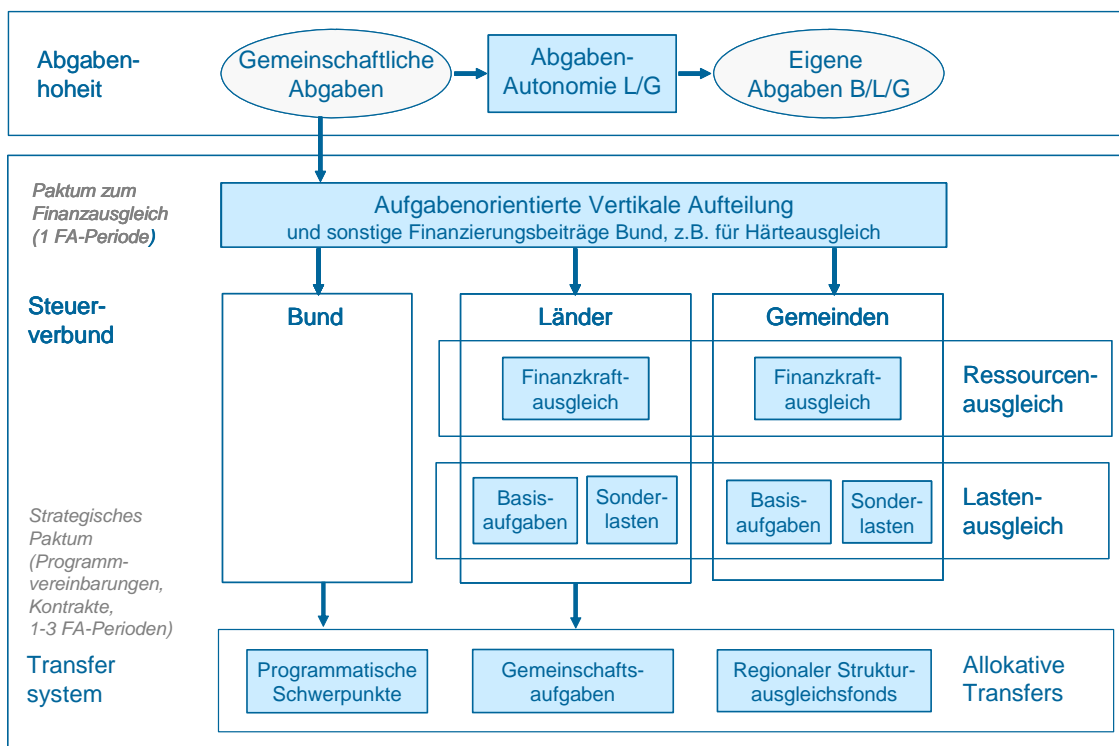 Abgaben-
hoheit
Gemeinschaftliche
Abgaben
Abgaben-
Autonomie L/G
Eigene
Abgaben B/L/G
Paktum zum
Finanzausgleich
(1 FA-Periode)
Aufgabenorientierte Vertikale Aufteilung
und sonstige Finanzierungsbeiträge Bund, z.B. für Härteausgleich
Steuer-
verbund
Bund
Länder
Gemeinden
Finanzkraft-
ausgleich
Finanzkraft-
ausgleich
Ressourcen-
ausgleich
Basis-
aufgaben
Sonder-
lasten
Basis-
aufgaben
Sonder-
lasten
Lasten-
ausgleich
Strategisches
Paktum
(Programm-
vereinbarungen,
Kontrakte,
1-3 FA-Perioden)
Transfer
system
Programmatische
Schwerpunkte
Gemeinschafts-
aufgaben
Regionaler Struktur-
ausgleichsfonds
Allokative
Transfers